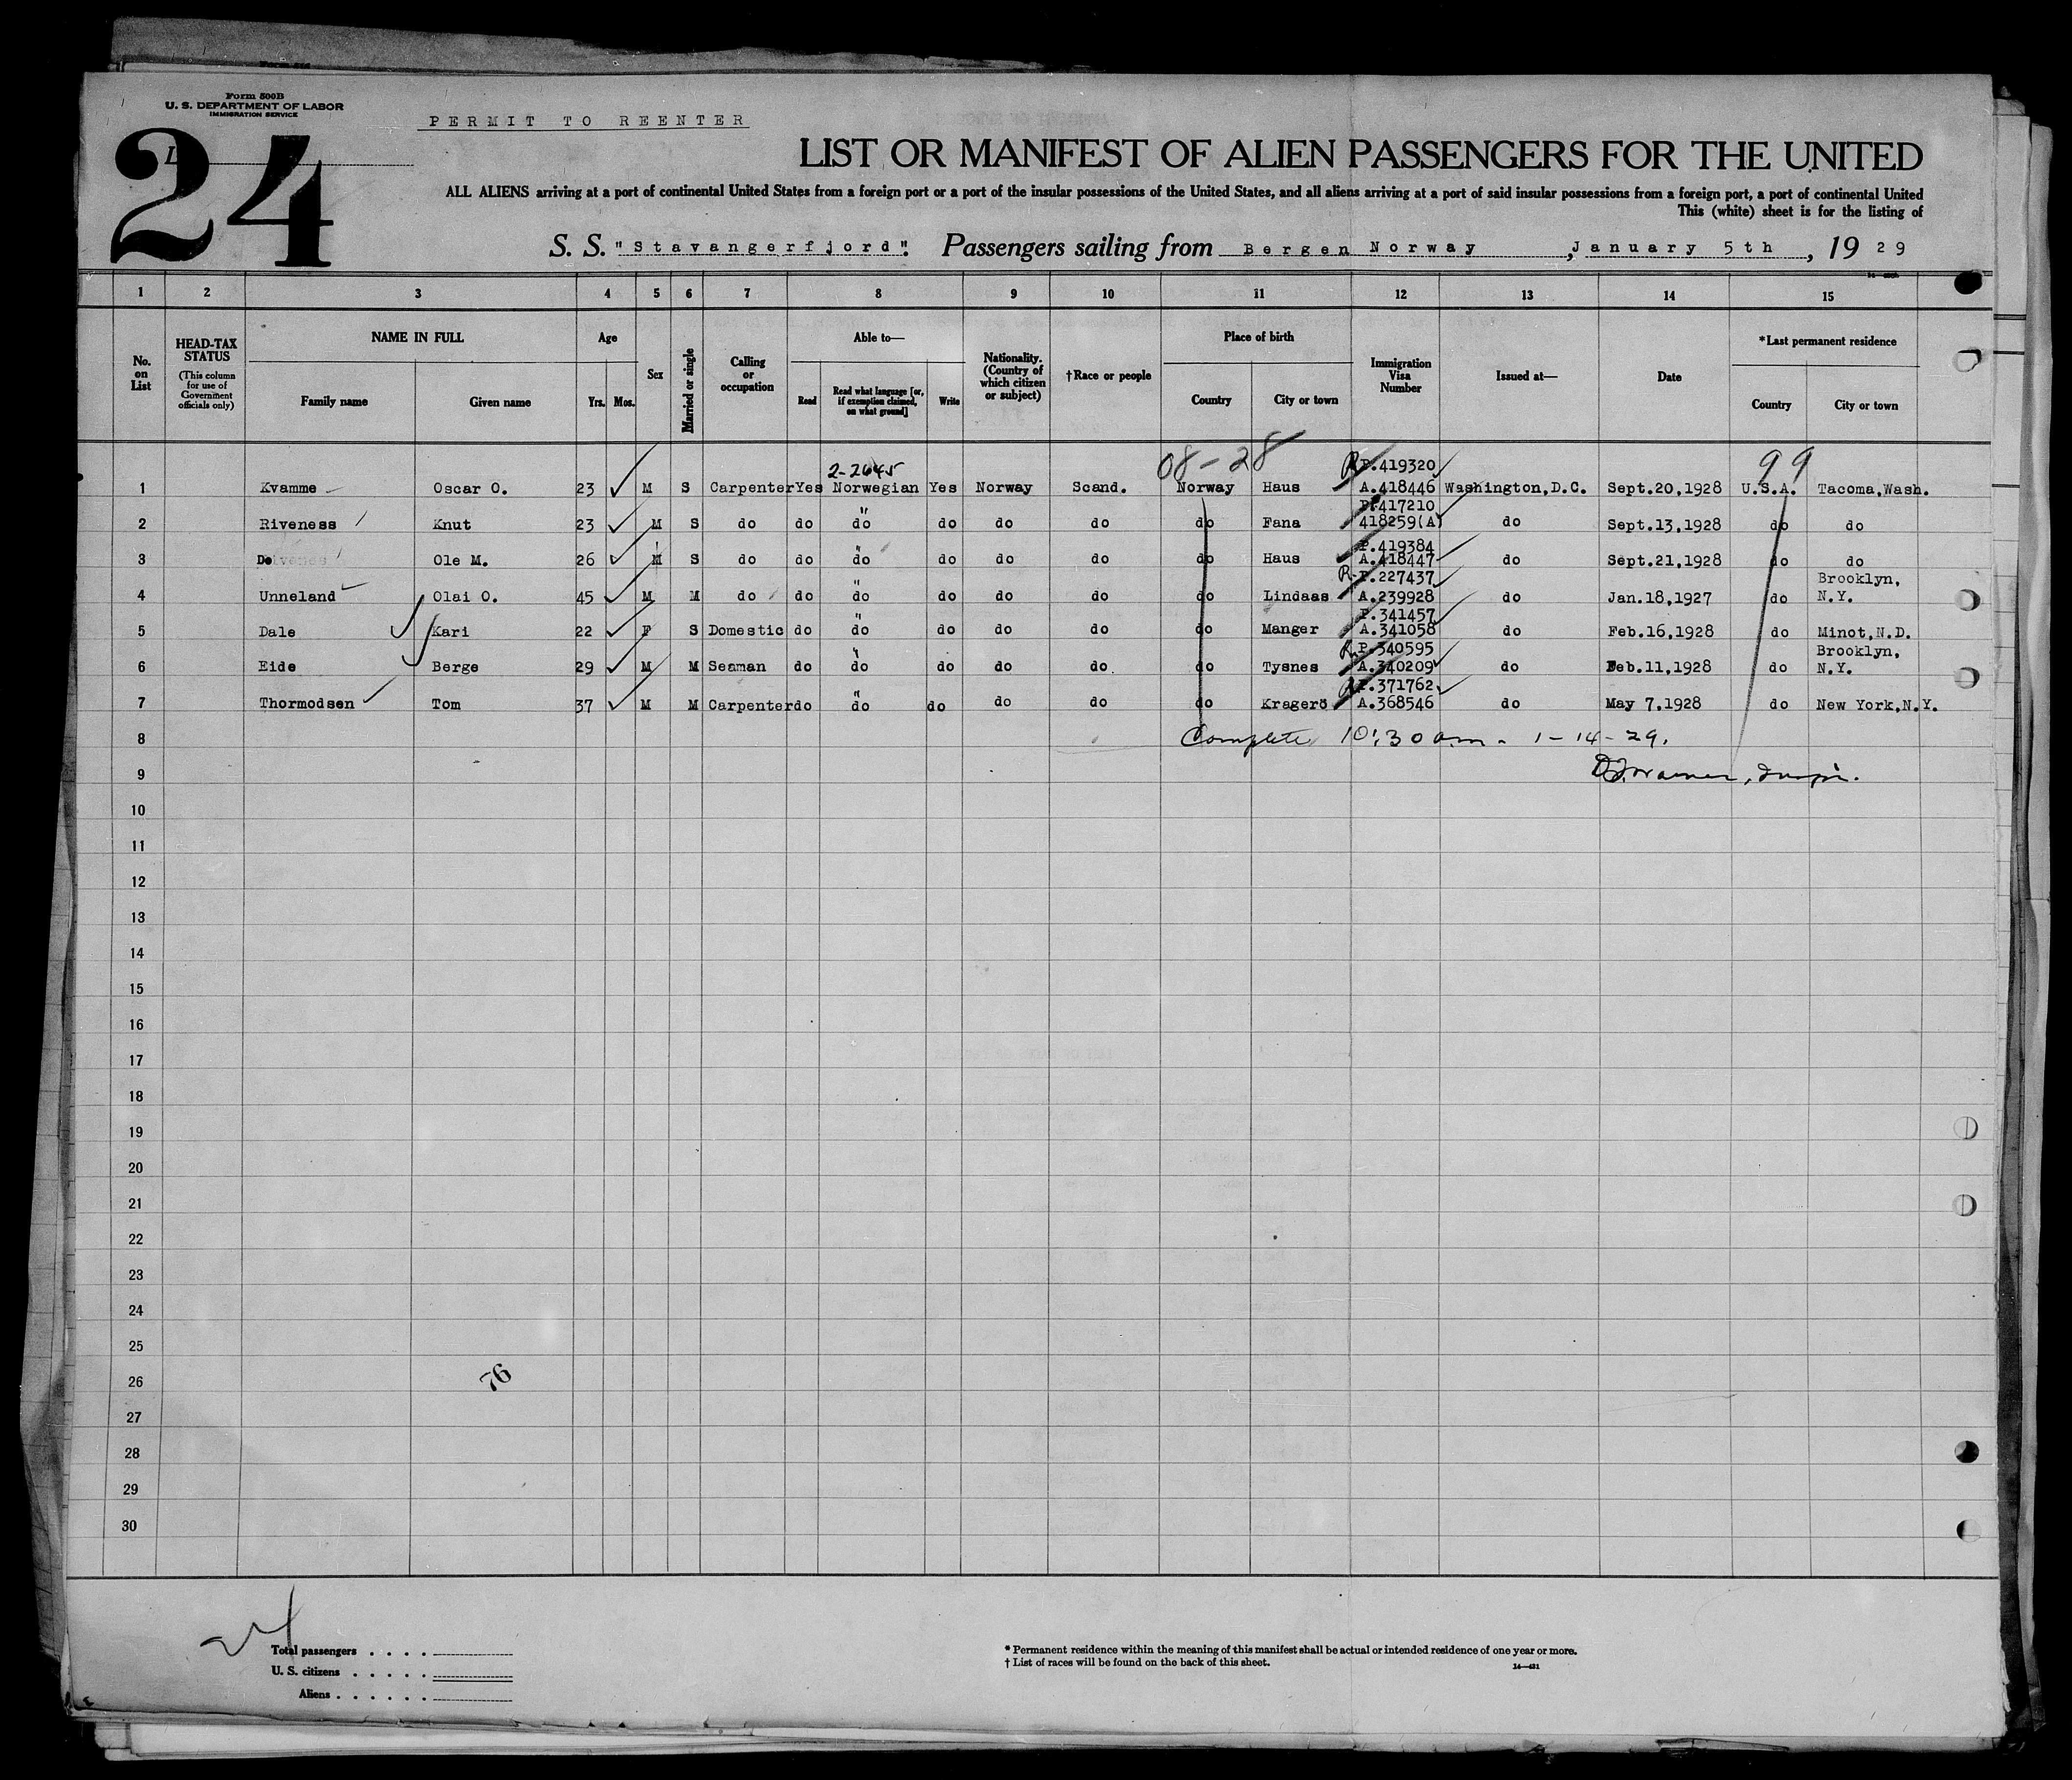 Form 500B
U. S. DEPARTMENT OF LABOR
IMMIGRATION SERVICE
PERMIT TO REENTER
24
LIST OR MANIFEST OF ALIEN PASSENGERS FOR THE UNITED
ALL ALIENS arriving at a port of continental United States from a foreign port or a port of the insular possessions of the United States, and all aliens arriving at a port of said insular possessions from a foreign port, a port of continental United
This (white) sheet is for the listing of
S. S. "Stavangerfjord". Passengers sailing from Bergen Norway, January 5th, 1929
1 2 3 4 5 6 7 8 9 10 11 12 13 14 15
No. on List
HEAD-TAX STATUS
(This column for use of Government officials only)
NAME IN FULL
Family name Given name
Age
Yrs. Mos.
Sex
Married or single
Calling or occupation
Able to—
Read
Read what language [or, if exemption claimed, on what ground]
Write
Nationality. (Country of which citizen or subject)
†Race or people
Place of birth
Country City or town
Immigration Visa Number
Issued at—
Date
*Last permanent residence
Country City or town
2-2645 08-28 R P.419320 99
1 Kvamme Oscar O. 23 M S Carpenter Yes Norwegian Yes Norway Scand. Norway Haus A.418446 Washington,D.C. Sept.20,1928 U.S.A. Tacoma,Wash.
" P.417210
2 Riveness Knut 23 M S do do do do do do do Fana 418259(A) do Sept.13,1928 do do
" P.419384
3 Do Ole M. 26 M S do do do do do do do Haus A.418447 do Sept.21,1928 do do
" R-P.227437 Brooklyn,
4 Unneland Olai O. 45 M M do do do do do do do Lindaas A.239928 do Jan.18,1927 do N.Y.
" P.341457
5 Dale Kari 22 F S Domestic do do do do do do Manger A.341058 do Feb.16,1928 do Minot,N.D.
" R.P.340595 Brooklyn,
6 Eide Berge 29 M M Seaman do do do do do do Tysnes A.340209 do Feb.11,1928 do N.Y.
" R P.371762
7 Thormodsen Tom 37 M M Carpenter do do do do do do Kragerö A.368546 do May 7,1928 do New York,N.Y.
8 Complete 10:30 a.m. 1-14-29.
9
10
11
12
13
14
15
16
17
18
19
20
21
22
23
24
25
26 76
27
28
29
30
24
Total passengers
U. S. citizens
Aliens
* Permanent residence within the meaning of this manifest shall be actual or intended residence of one year or more.
† List of races will be found on the back of this sheet.
14—421